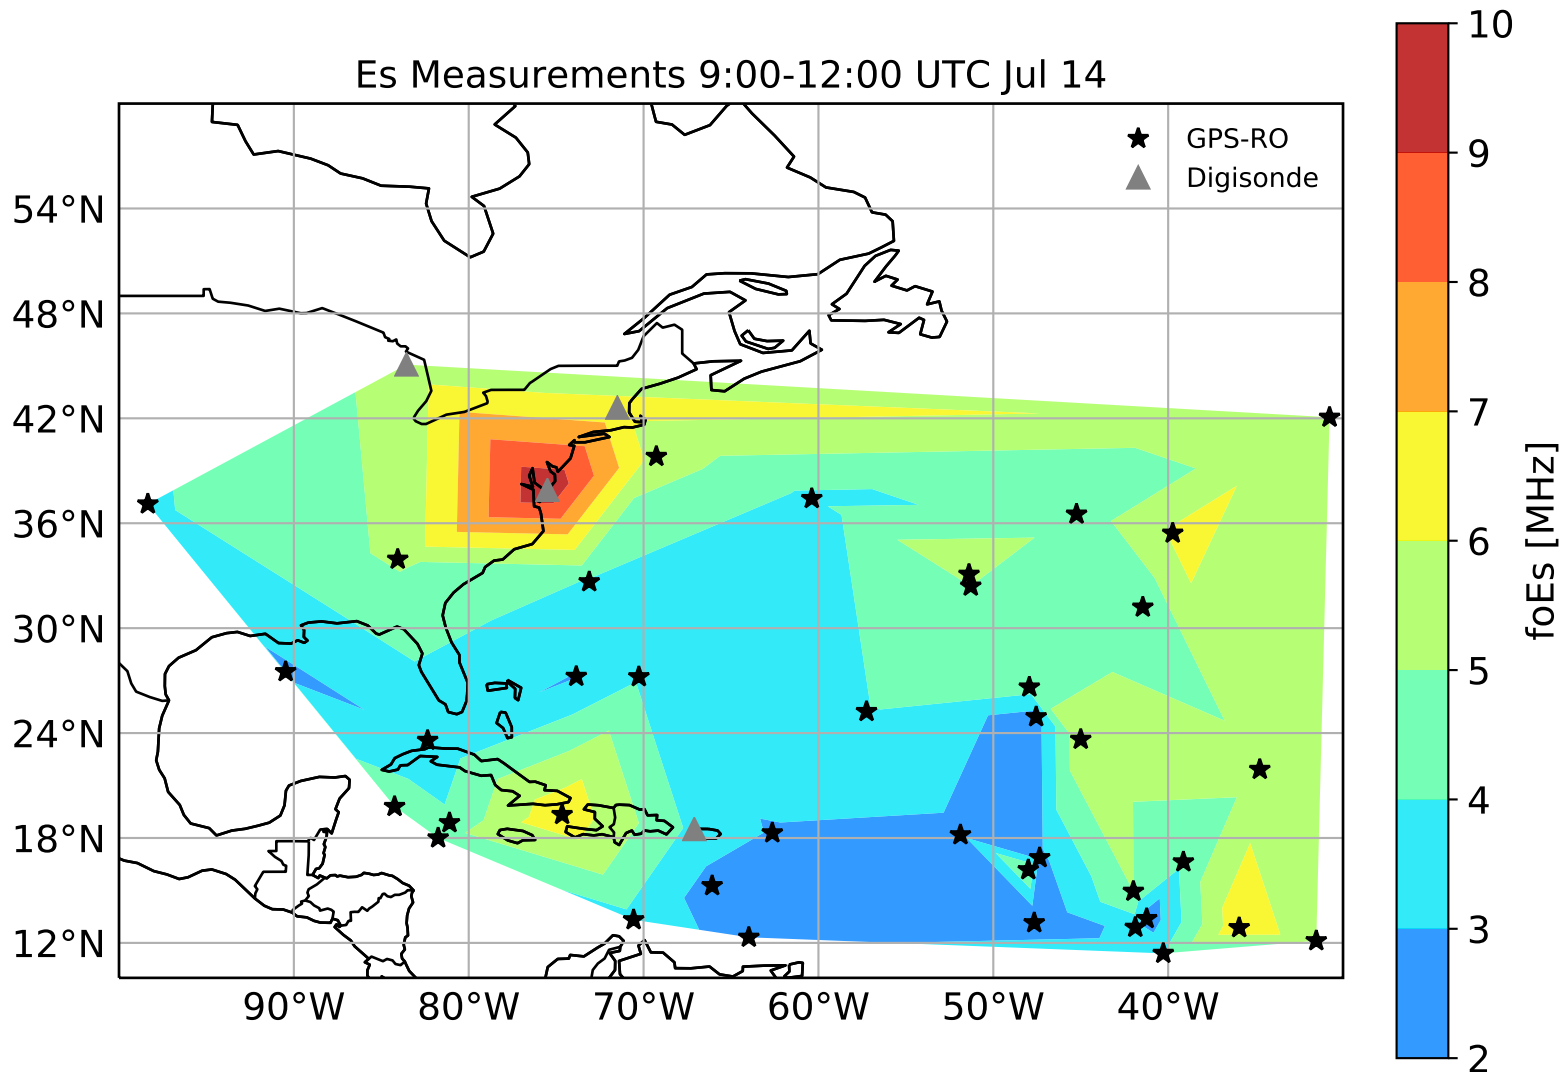 Es Measurements 9:00-12:00 UTC Jul 14
GPS-RO
Digisonde
54°N
48°N
42°N
36°N
30°N
24°N
18°N
12°N
90°W 80°W 70°W 60°W 50°W 40°W
10
9
8
7
6
5
4
3
2
foEs [MHz]